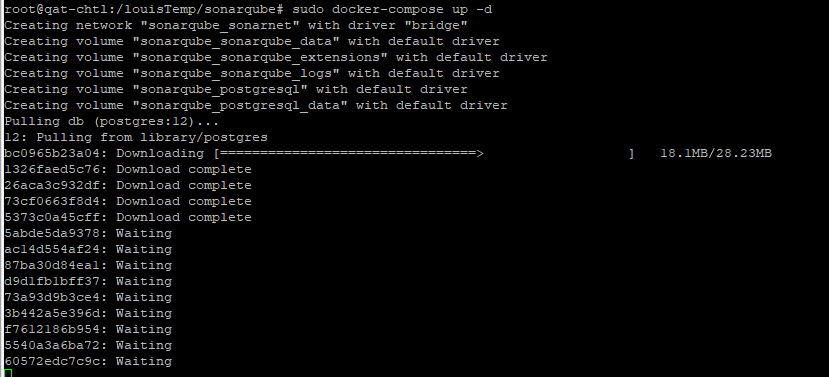 root@qat-cht1:/louisTemp/sonarqube# sudo docker-compose up -d
Creating network "sonarqube_sonarnet" with driver "bridge"
Creating volume "sonarqube_sonarqube_data" with default driver
Creating volume "sonarqube_sonarqube_extensions" with default driver
Creating volume "sonarqube_sonarqube_logs" with default driver
Creating volume "sonarqube_postgresql" with default driver
Creating volume "sonarqube_postgresql_data" with default driver
Pulling db (postgres:12)...
12: Pulling from library/postgres
bc0965b23a04: Downloading [=================================>                  ]   18.1MB/28.23MB
1326faed5c76: Download complete
26aca3c932df: Download complete
73cf0663f8d4: Download complete
5373c0a45cff: Download complete
5abde5da9378: Waiting
ac14d554af24: Waiting
87ba30d84ea1: Waiting
d9d1fb1bff37: Waiting
73a93d9b3ce4: Waiting
3b442a5e396d: Waiting
f7612186b954: Waiting
5540a3a6ba72: Waiting
60572edc7c9c: Waiting